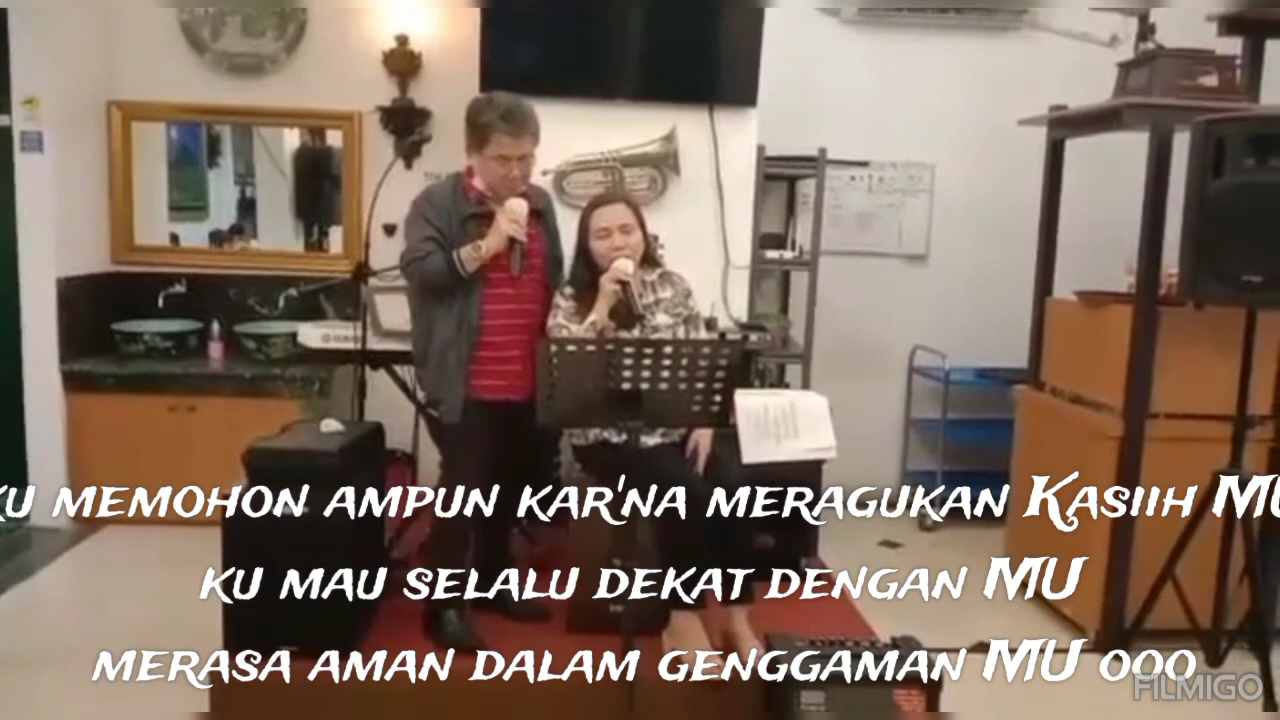 KU MEMOHON AMPUN KAR'NA MERAGUKAN KASIIH MU
KU MAU SELALU DEKAT DENGAN MU
MERASA AMAN DALAM GENGGAMAN MU OOO
FILMIGO